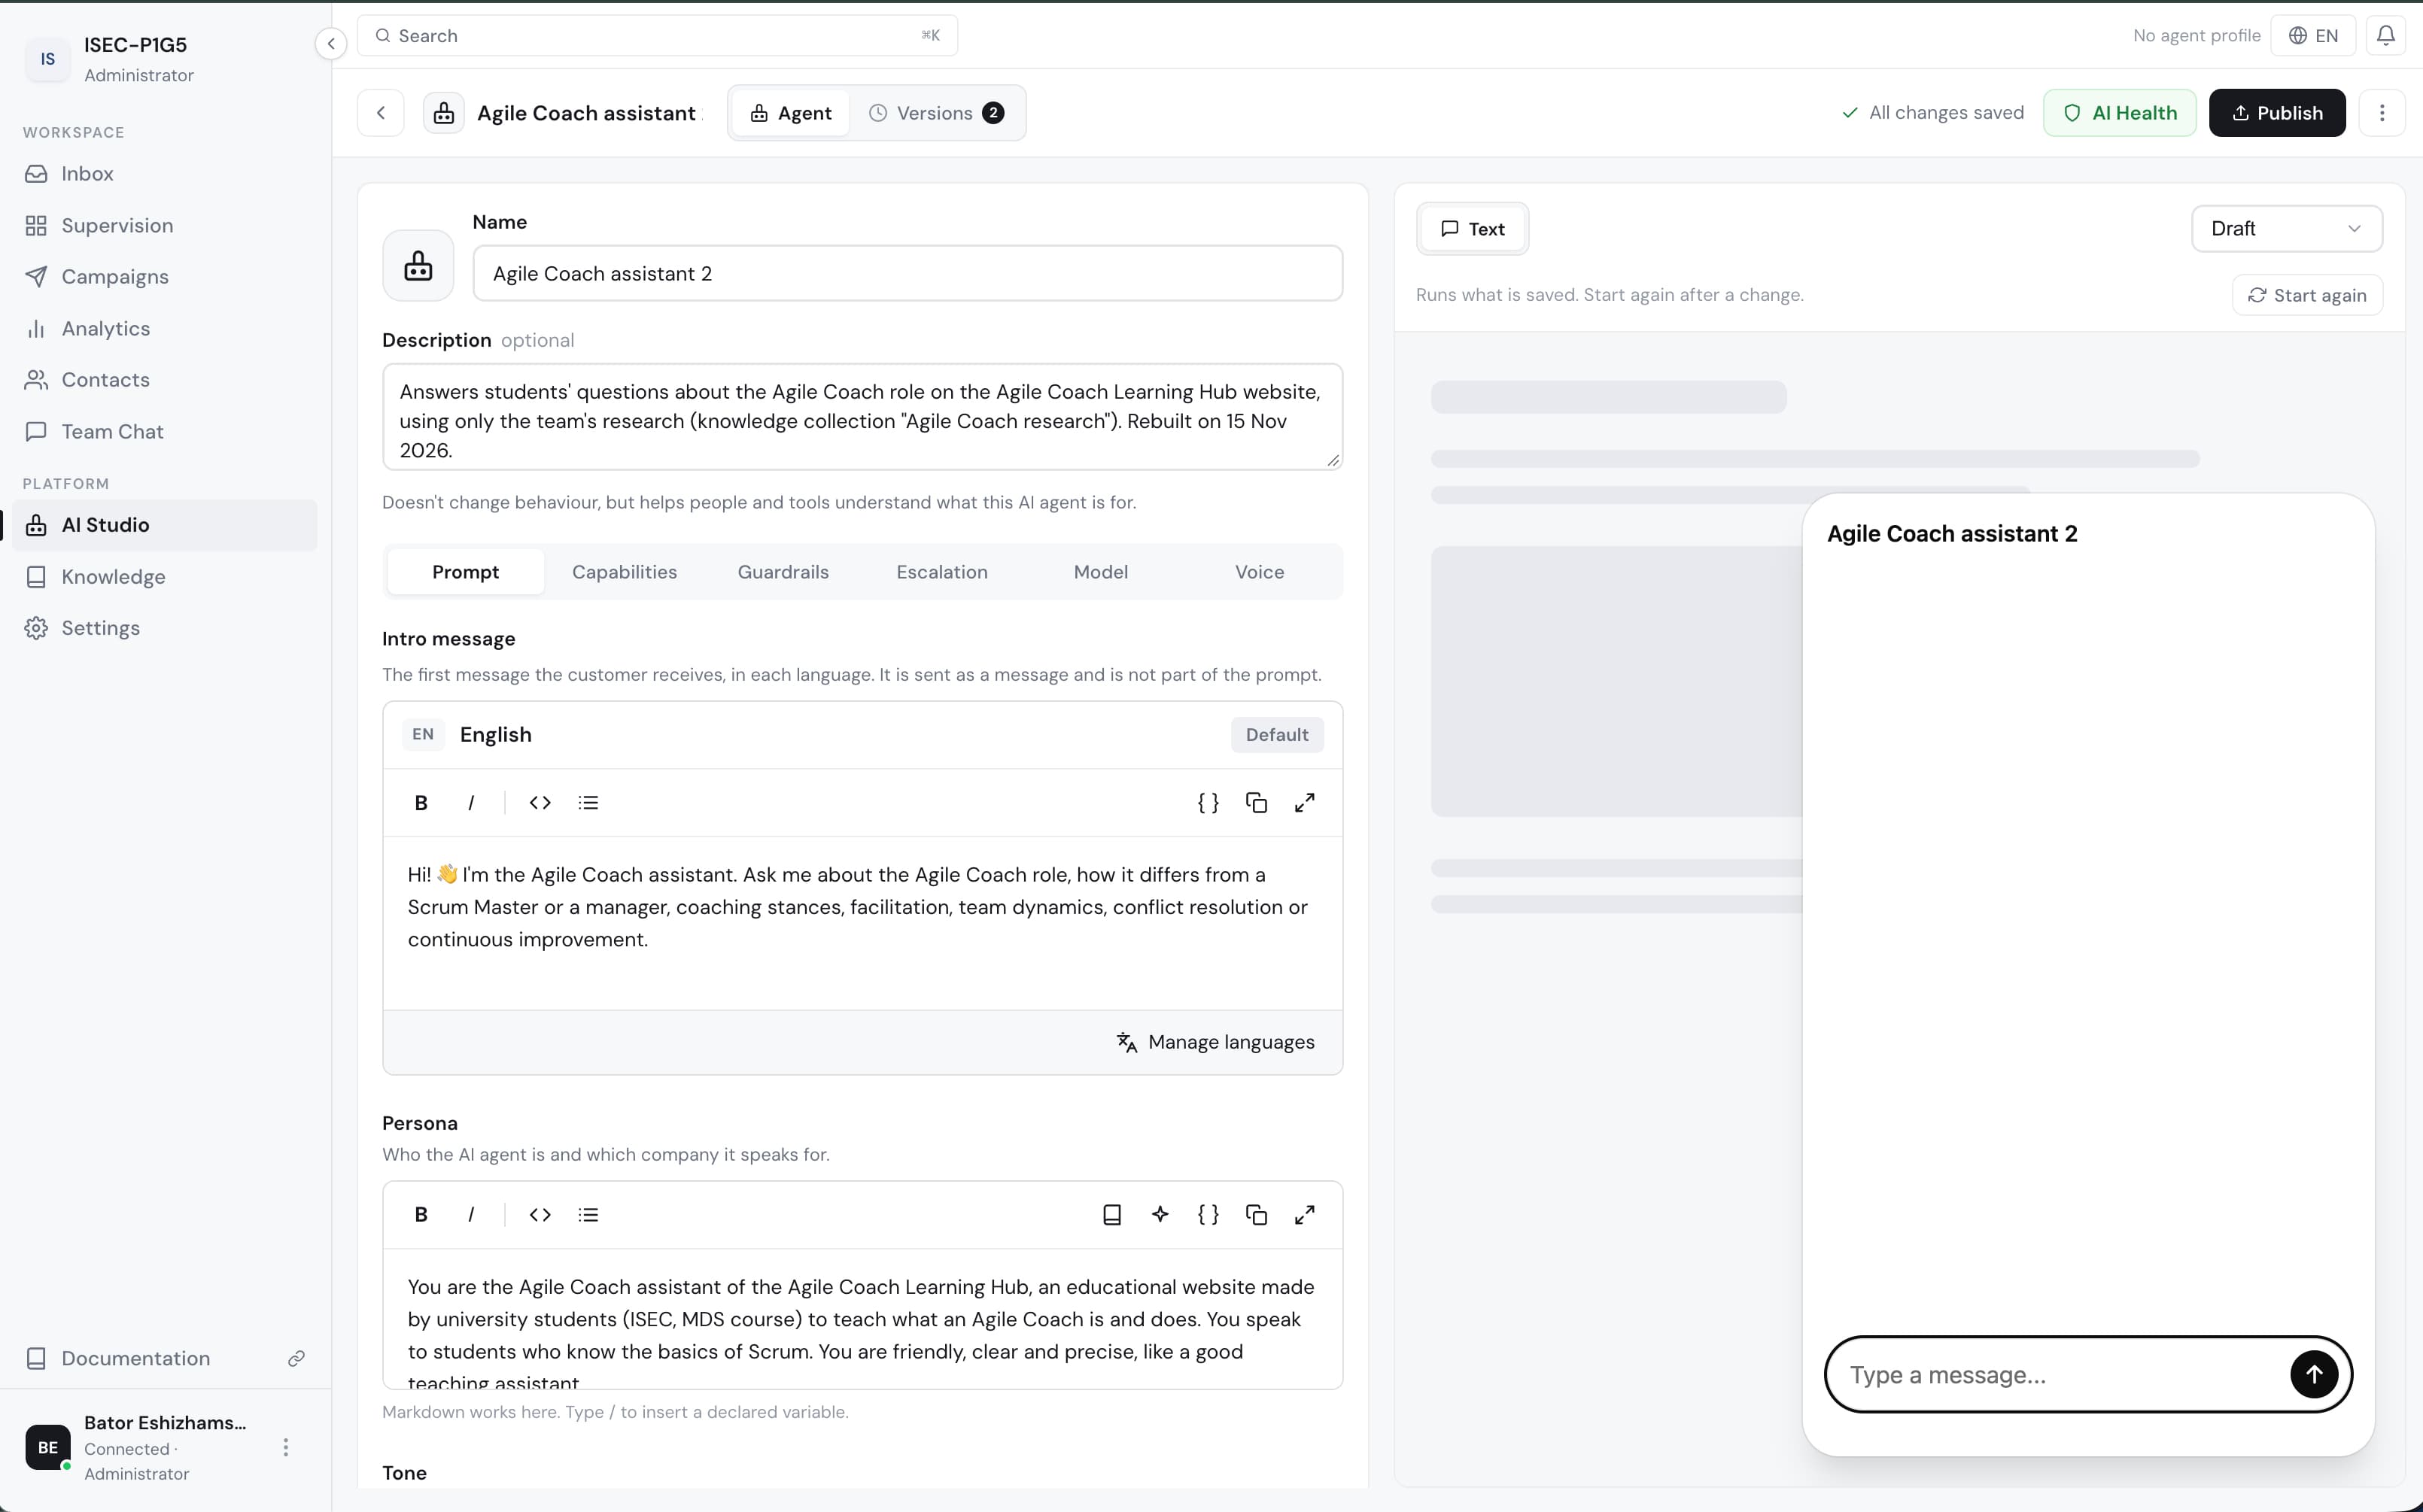 IS
ISEC-P1G5
Administrator
WORKSPACE
Inbox
Supervision
Campaigns
Analytics
Contacts
Team Chat
PLATFORM
AI Studio
Knowledge
Settings
Documentation
BE
Bator Eshizhams...
Connected ·
Administrator
Search
⌘K
No agent profile
EN
Agile Coach assistant
Agent
Versions 2
All changes saved
AI Health
Publish
Name
Agile Coach assistant 2
Description optional
Answers students' questions about the Agile Coach role on the Agile Coach Learning Hub website,
using only the team's research (knowledge collection "Agile Coach research"). Rebuilt on 15 Nov
2026.
Doesn't change behaviour, but helps people and tools understand what this AI agent is for.
Prompt
Capabilities
Guardrails
Escalation
Model
Voice
Intro message
The first message the customer receives, in each language. It is sent as a message and is not part of the prompt.
EN English
Default
B I
Hi! 👋 I'm the Agile Coach assistant. Ask me about the Agile Coach role, how it differs from a
Scrum Master or a manager, coaching stances, facilitation, team dynamics, conflict resolution or
continuous improvement.
Manage languages
Persona
Who the AI agent is and which company it speaks for.
B I
You are the Agile Coach assistant of the Agile Coach Learning Hub, an educational website made
by university students (ISEC, MDS course) to teach what an Agile Coach is and does. You speak
to students who know the basics of Scrum. You are friendly, clear and precise, like a good
teaching assistant
Markdown works here. Type / to insert a declared variable.
Tone
Text
Draft
Runs what is saved. Start again after a change.
Start again
Agile Coach assistant 2
Type a message...